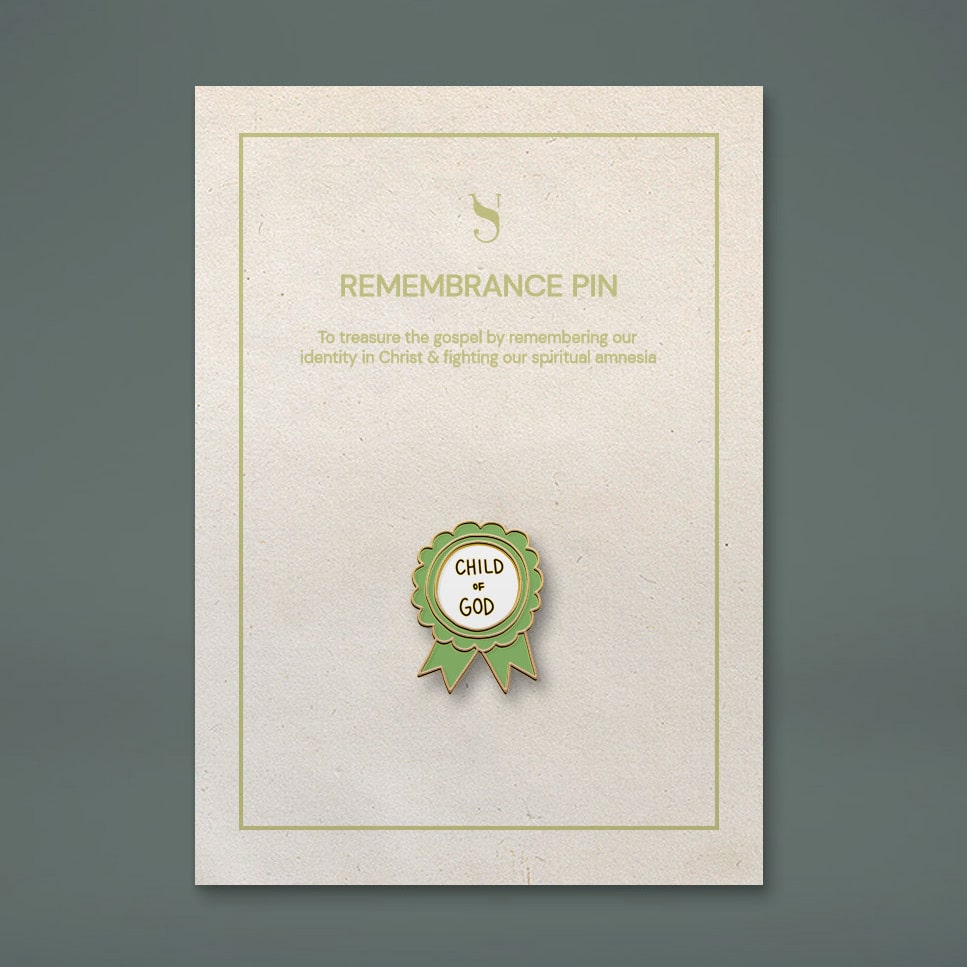 REMEMBRANCE PIN
To treasure the gospel by remembering our
identity in Christ & fighting our spiritual amnesia
CHILD
OF
GOD